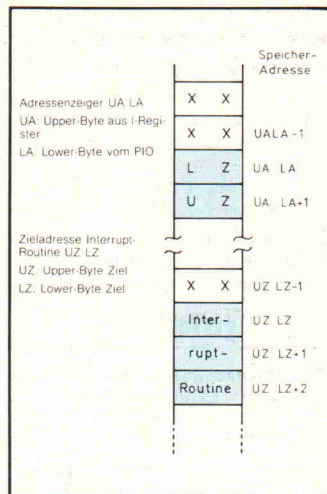 Speicher-
Adresse
Adressenzeiger UA LA
UA: Upper-Byte aus I-Regi-
ster
LA: Lower-Byte vom PIO
X X
X X UALA-1
L Z UA LA
U Z UA LA+1
Zieladresse Interrupt-
Routine UZ LZ
UZ: Upper-Byte Ziel
LZ: Lower-Byte Ziel
X X UZ LZ-1
Inter- UZ LZ
rupt- UZ LZ+1
Routine UZ LZ+2